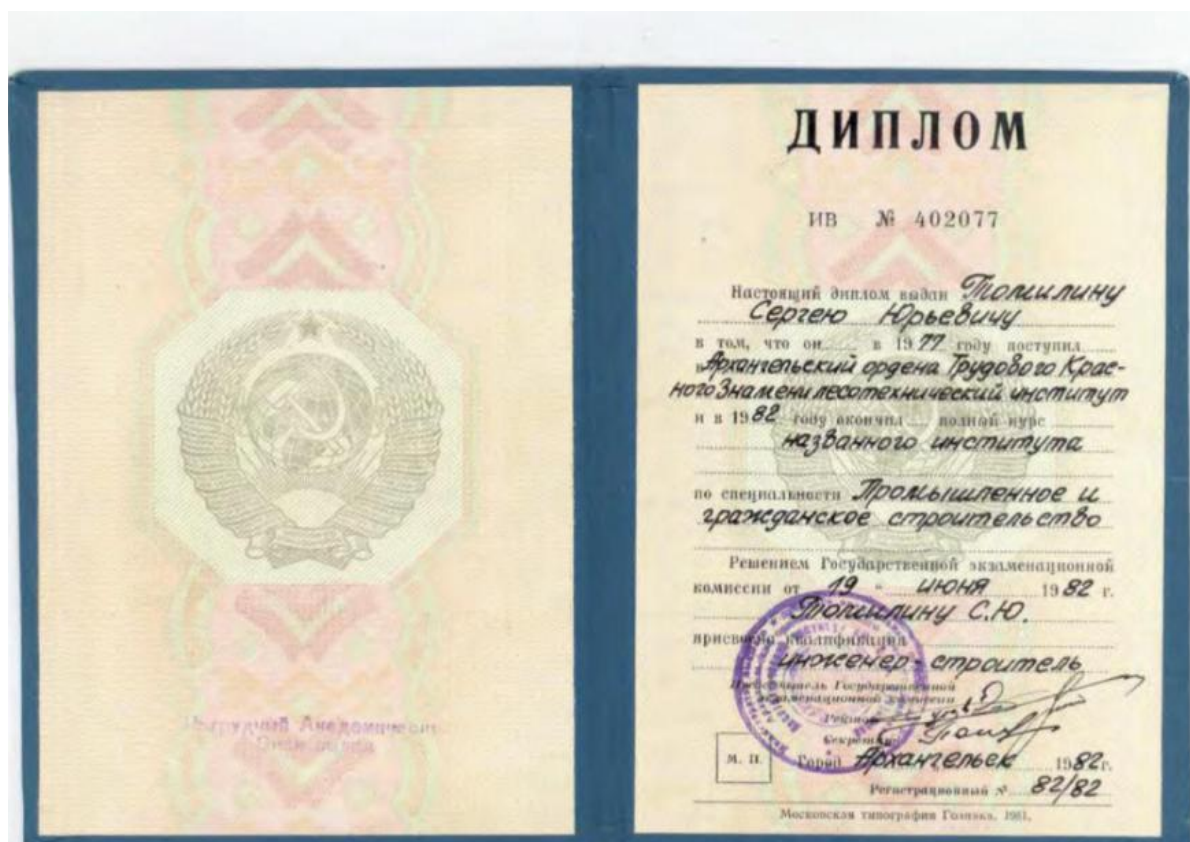 ДИПЛОМ
ИВ № 402077
Настоящий диплом выдан Томилину
Сергею Юрьевичу
в том, что он в 1977 году поступил
в Архангельский ордена Трудового Крас-
ного Знамени лесотехнический институт
и в 1982 году окончил полный курс
названного института
по специальности Промышленное и
гражданское строительство
Решением Государственной экзаменационной
комиссии от 19 " июня 1982 г.
Томилину С.Ю.
присвоена квалификация
инженер-строитель
Председатель Государственной
экзаменационной комиссии
Ректор
Секретарь
М. П. Город Архангельск 1982 г.
Регистрационный № 82/82
Московская типография Гознака. 1981.